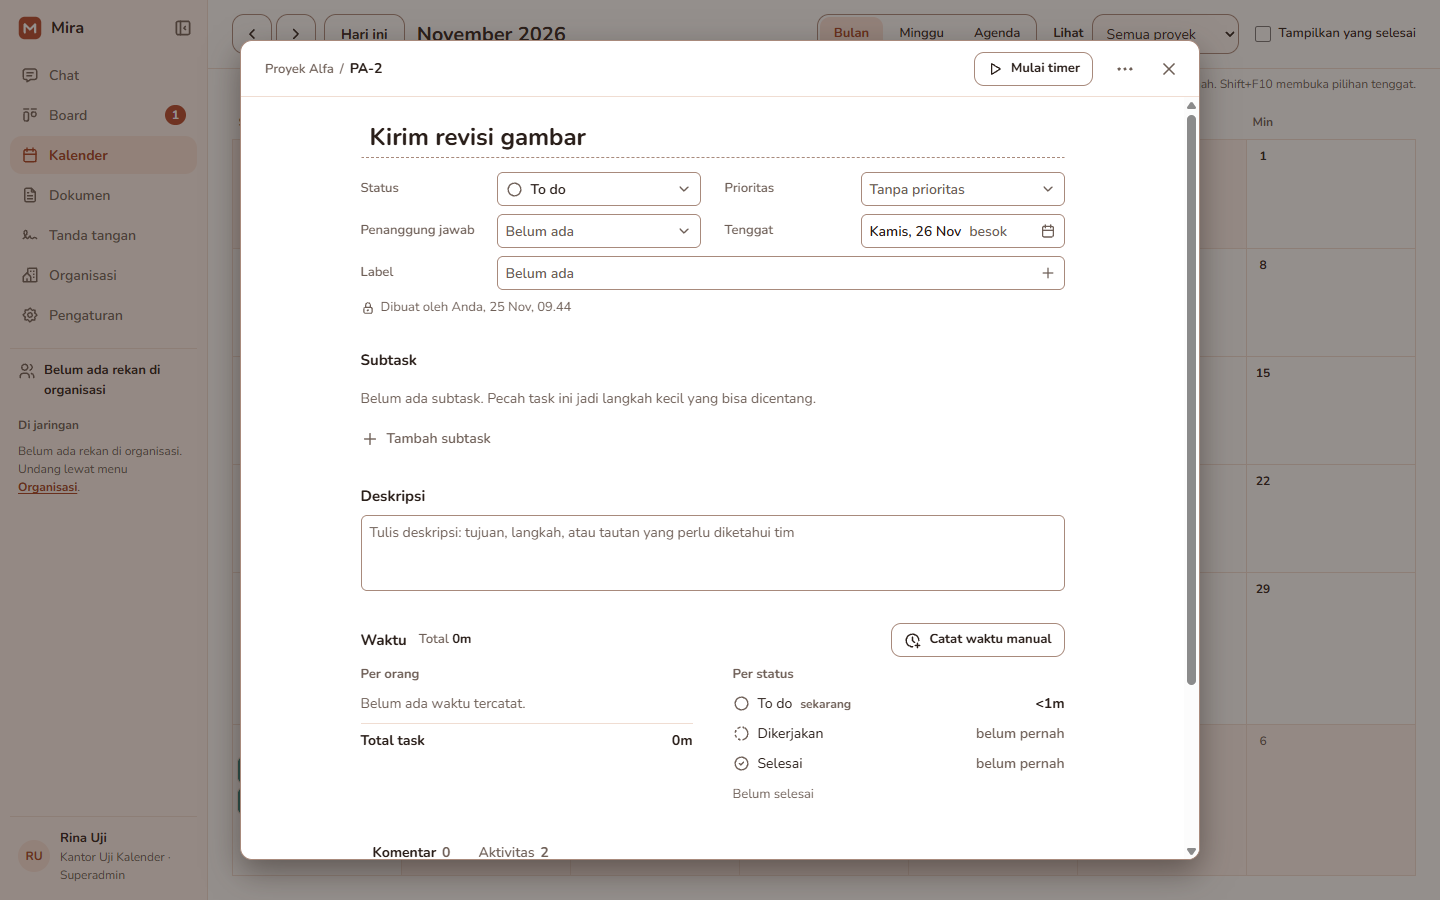 Mira
Chat
Board 1
Kalender
Dokumen
Tanda tangan
Organisasi
Pengaturan
Belum ada rekan di
organisasi
Di jaringan
Belum ada rekan di organisasi.
Undang lewat menu
Organisasi.
RU
Rina Uji
Kantor Uji Kalender ·
Superadmin
Hari ini
November 2026
Bulan Minggu Agenda
Lihat Semua proyek
Tampilkan yang selesai
Shift+F10 membuka pilihan tenggat.
Min
1
8
15
22
29
6
Proyek Alfa / PA-2
Mulai timer
Kirim revisi gambar
Status To do
Prioritas Tanpa prioritas
Penanggung jawab Belum ada
Tenggat Kamis, 26 Nov besok
Label Belum ada
Dibuat oleh Anda, 25 Nov, 09.44
Subtask
Belum ada subtask. Pecah task ini jadi langkah kecil yang bisa dicentang.
Tambah subtask
Deskripsi
Tulis deskripsi: tujuan, langkah, atau tautan yang perlu diketahui tim
Waktu Total 0m
Catat waktu manual
Per orang
Belum ada waktu tercatat.
Total task 0m
Per status
To do sekarang <1m
Dikerjakan belum pernah
Selesai belum pernah
Belum selesai
Komentar 0 Aktivitas 2